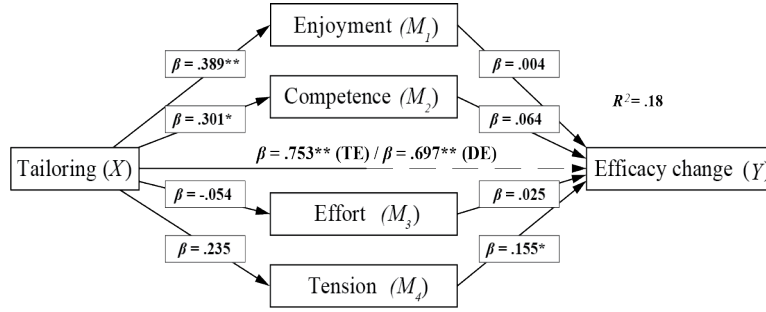 Enjoyment (M1)
β = .389**
β = .004
Competence (M2)
R2= .18
β = .301*
β = .064
β = .753** (TE) / β = .697** (DE)
Tailoring (X)
Efficacy change (Y)
β = -.054
Effort (M3)
β = .025
β = .235
β = .155*
Tension (M4)